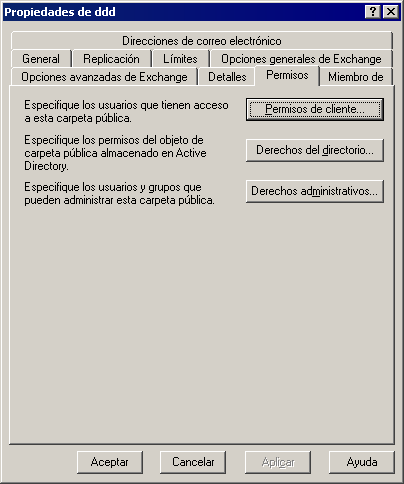 Propiedades de ddd
Direcciones de correo electrónico
General Replicación Límites Opciones generales de Exchange
Opciones avanzadas de Exchange Detalles Permisos Miembro de
Especifique los usuarios que tienen acceso
a esta carpeta pública.
Permisos de cliente...
Especifique los permisos del objeto de
carpeta pública almacenado en Active
Directory.
Derechos del directorio...
Especifique los usuarios y grupos que
pueden administrar esta carpeta pública.
Derechos administrativos...
Aceptar Cancelar Aplicar Ayuda